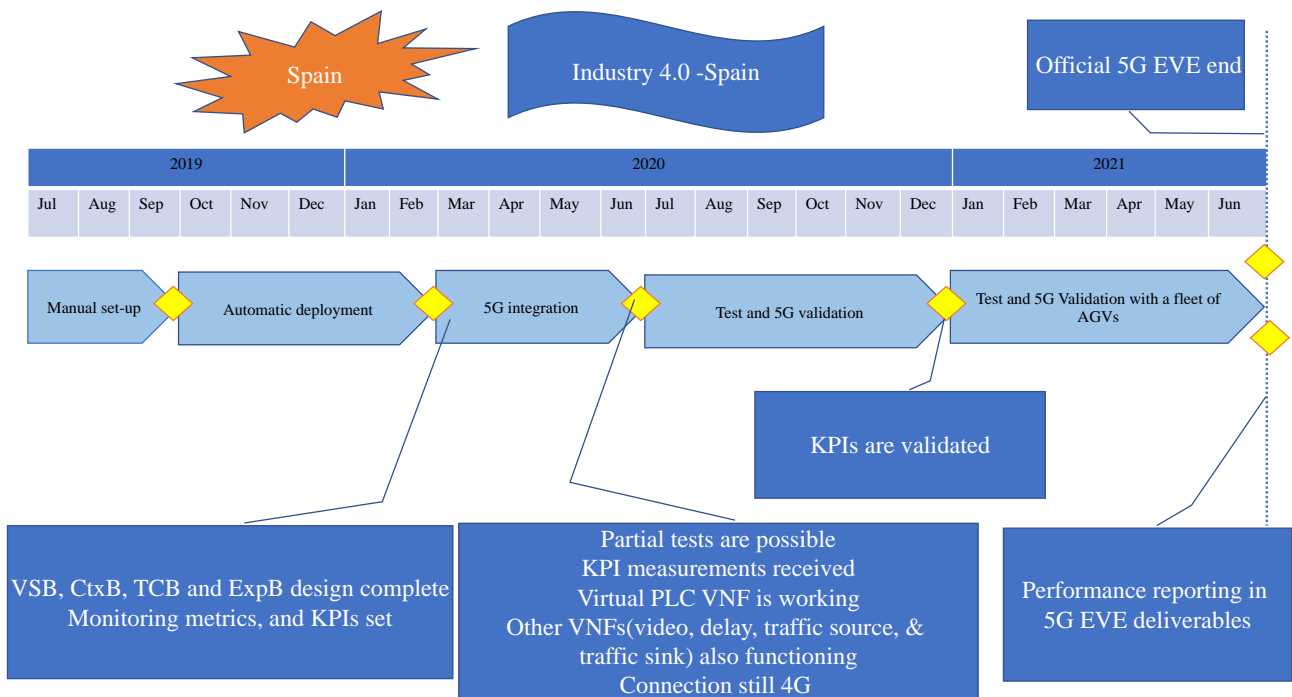 Spain
Industry 4.0 -Spain
Official 5G EVE end
2019 2020 2021
Jul Aug Sep Oct Nov Dec Jan Feb Mar Apr May Jun Jul Aug Sep Oct Nov Dec Jan Feb Mar Apr May Jun
Manual set-up
Automatic deployment
5G integration
Test and 5G validation
Test and 5G Validation with a fleet of
AGVs
KPIs are validated
VSB, CtxB, TCB and ExpB design complete
Monitoring metrics, and KPIs set
Partial tests are possible
KPI measurements received
Virtual PLC VNF is working
Other VNFs(video, delay, traffic source, &
traffic sink) also functioning
Connection still 4G
Performance reporting in
5G EVE deliverables